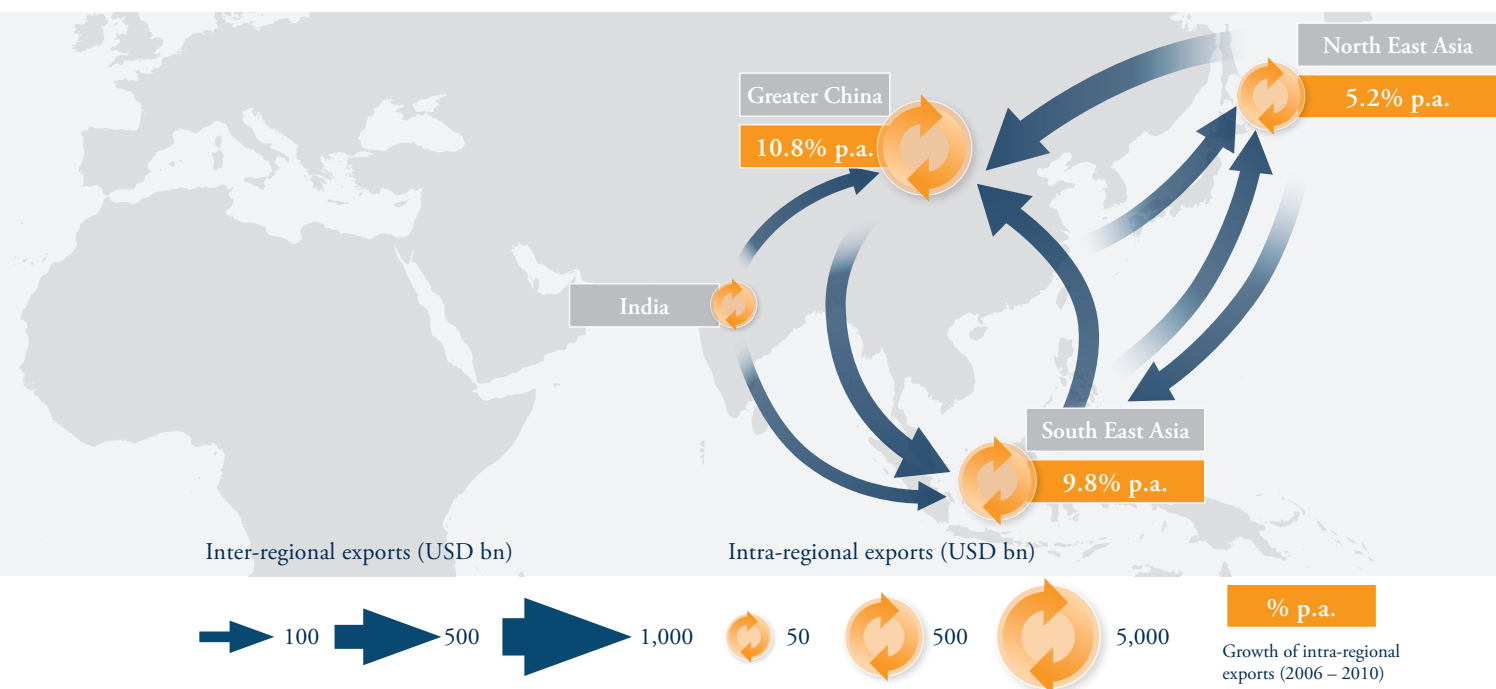 North East Asia
5.2% p.a.
Greater China
10.8% p.a.
India
South East Asia
9.8% p.a.
Inter-regional exports (USD bn)
100
500
1,000
Intra-regional exports (USD bn)
50
500
5,000
% p.a.
Growth of intra-regional
exports (2006 – 2010)